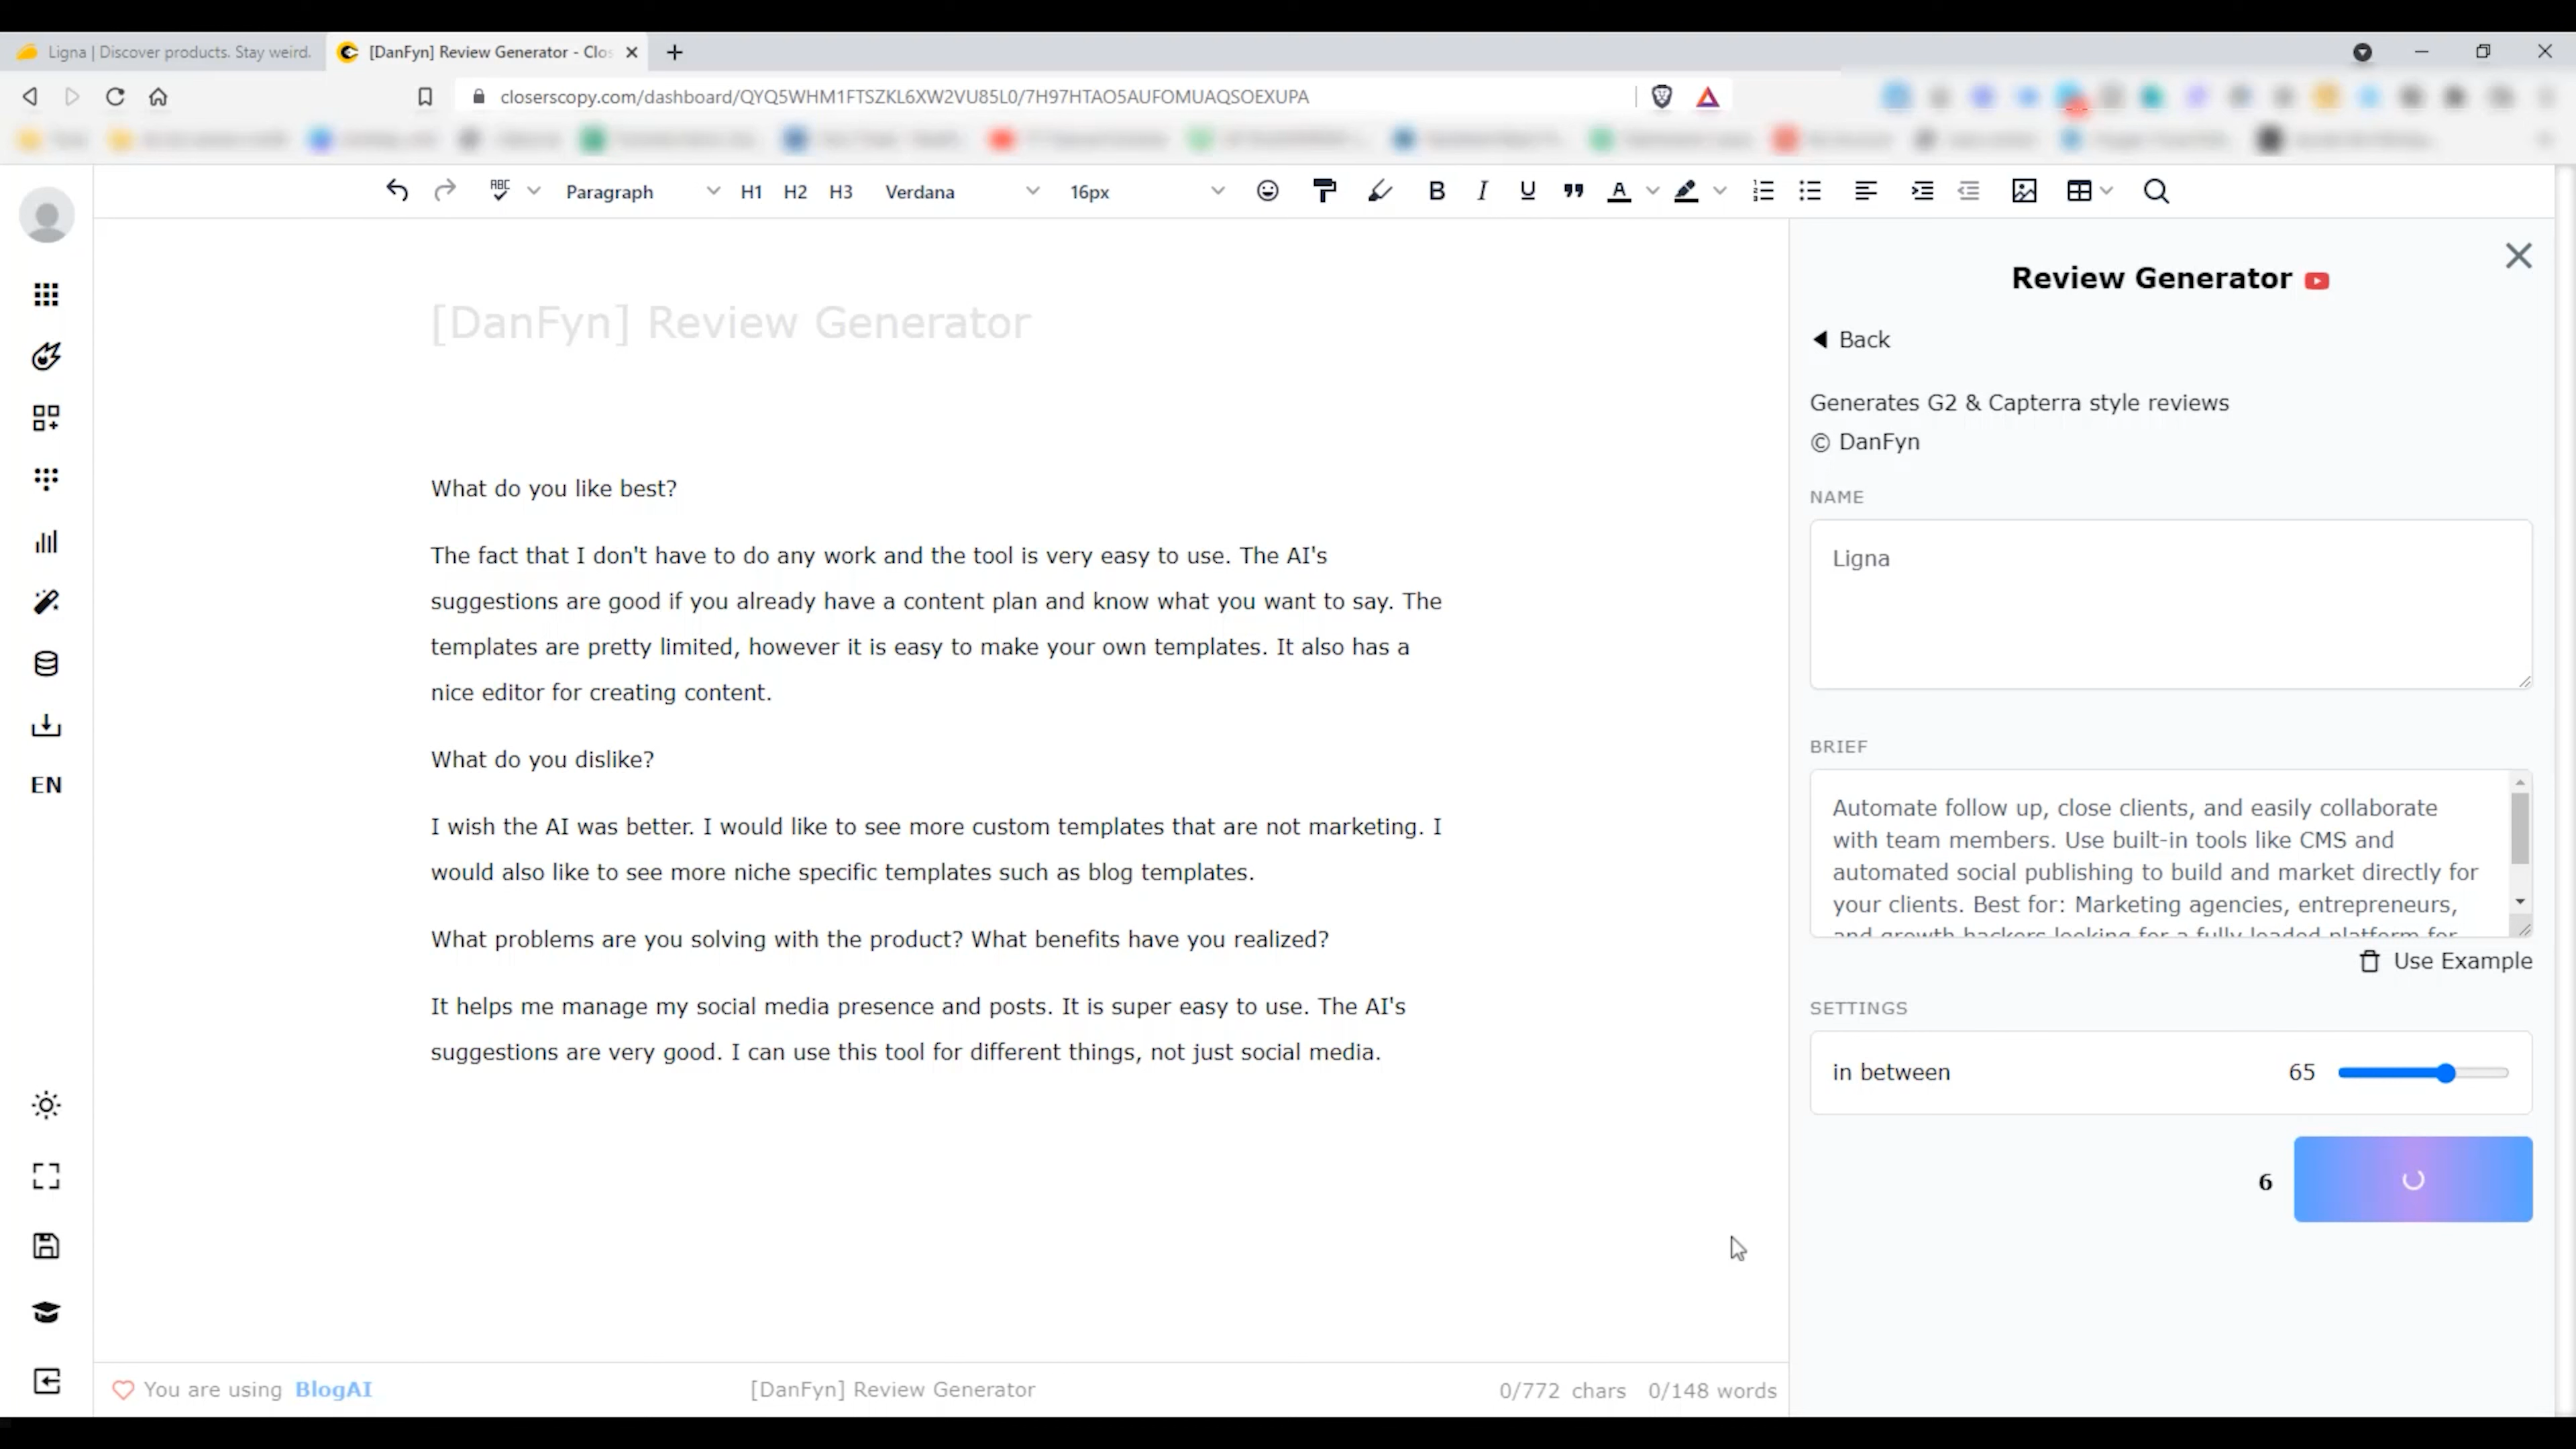 Ligna | Discover products. Stay weird.
[DanFyn] Review Generator - Clos
closerscopy.com/dashboard/QYQ5WHM1FTSZKL6XW2VU85L0/7H97HTAO5AUFOMUAQSOEXUPA
ABC
Paragraph
H1 H2 H3
Verdana
16px
B I U
A
EN
[DanFyn] Review Generator
What do you like best?
The fact that I don't have to do any work and the tool is very easy to use. The AI's
suggestions are good if you already have a content plan and know what you want to say. The
templates are pretty limited, however it is easy to make your own templates. It also has a
nice editor for creating content.
What do you dislike?
I wish the AI was better. I would like to see more custom templates that are not marketing. I
would also like to see more niche specific templates such as blog templates.
What problems are you solving with the product? What benefits have you realized?
It helps me manage my social media presence and posts. It is super easy to use. The AI's
suggestions are very good. I can use this tool for different things, not just social media.
Review Generator
◀ Back
Generates G2 & Capterra style reviews
© DanFyn
NAME
Ligna
BRIEF
Automate follow up, close clients, and easily collaborate
with team members. Use built-in tools like CMS and
automated social publishing to build and market directly for
your clients. Best for: Marketing agencies, entrepreneurs,
and growth hackers looking for a fully loaded platform for
Use Example
SETTINGS
in between 65
6
You are using BlogAI
[DanFyn] Review Generator
0/772 chars 0/148 words